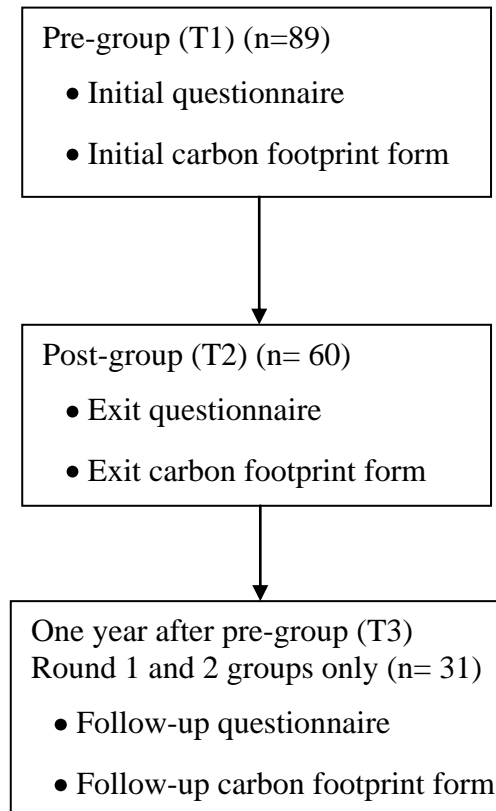 Pre-group (T1) (n=89)
• Initial questionnaire
• Initial carbon footprint form
Post-group (T2) (n= 60)
• Exit questionnaire
• Exit carbon footprint form
One year after pre-group (T3)
Round 1 and 2 groups only (n= 31)
• Follow-up questionnaire
• Follow-up carbon footprint form